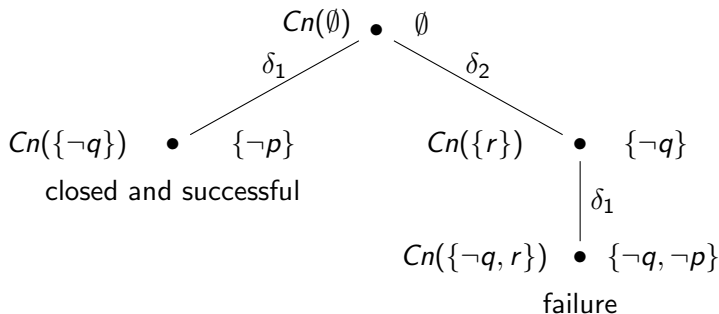 Cn(∅) • ∅
δ₁ δ₂
Cn({¬q}) • {¬p} Cn({r}) • {¬q}
closed and successful
δ₁
Cn({¬q, r}) • {¬q, ¬p}
failure